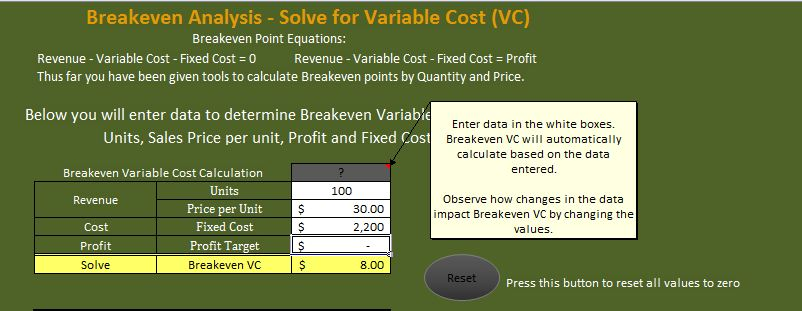 Breakeven Analysis - Solve for Variable Cost (VC)
Breakeven Point Equations:
Revenue - Variable Cost - Fixed Cost = 0 Revenue - Variable Cost - Fixed Cost = Profit
Thus far you have been given tools to calculate Breakeven points by Quantity and Price.
Below you will enter data to determine Breakeven Variable
Units, Sales Price per unit, Profit and Fixed Cost
Enter data in the white boxes.
Breakeven VC will automatically
calculate based on the data
entered.
Observe how changes in the data
impact Breakeven VC by changing the
values.
Breakeven Variable Cost Calculation ?
Revenue Units 100
Price per Unit $ 30.00
Cost Fixed Cost $ 2,200
Profit Profit Target $ -
Solve Breakeven VC $ 8.00
Reset Press this button to reset all values to zero